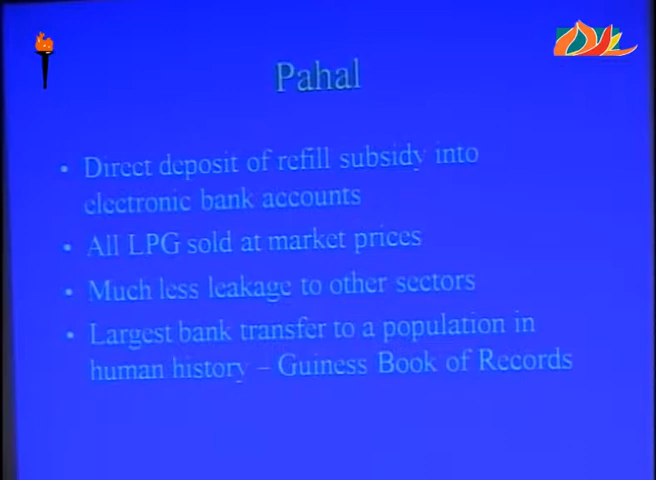 Pahal
• Direct deposit of refill subsidy into
electronic bank accounts
• All LPG sold at market prices
• Much less leakage to other sectors
• Largest bank transfer to a population in
human history – Guiness Book of Records